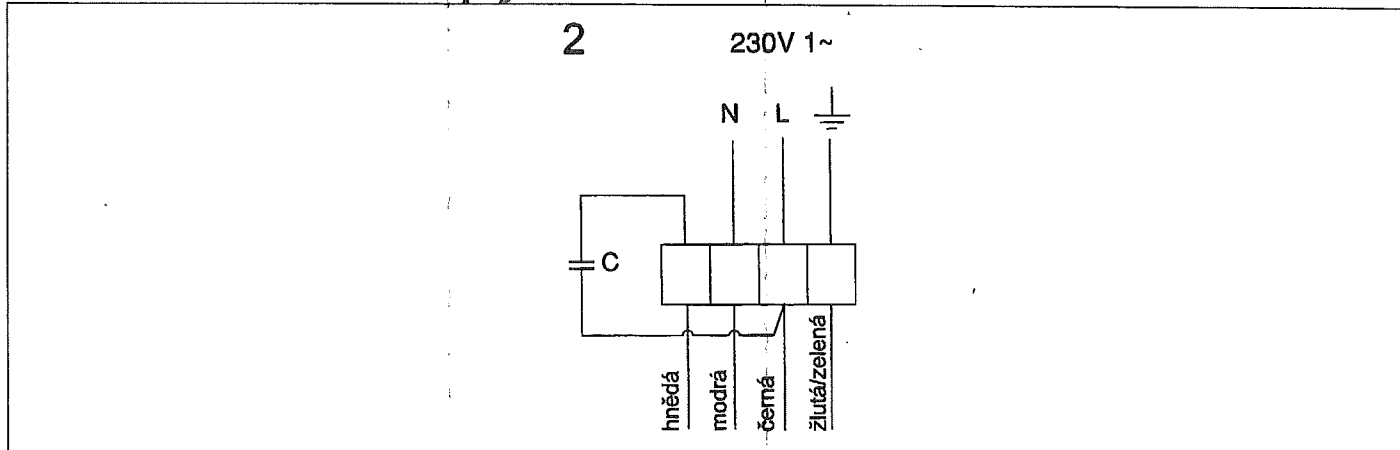 2 230V 1~
N L
C
hnědá
modrá
černá
žlutá/zelená